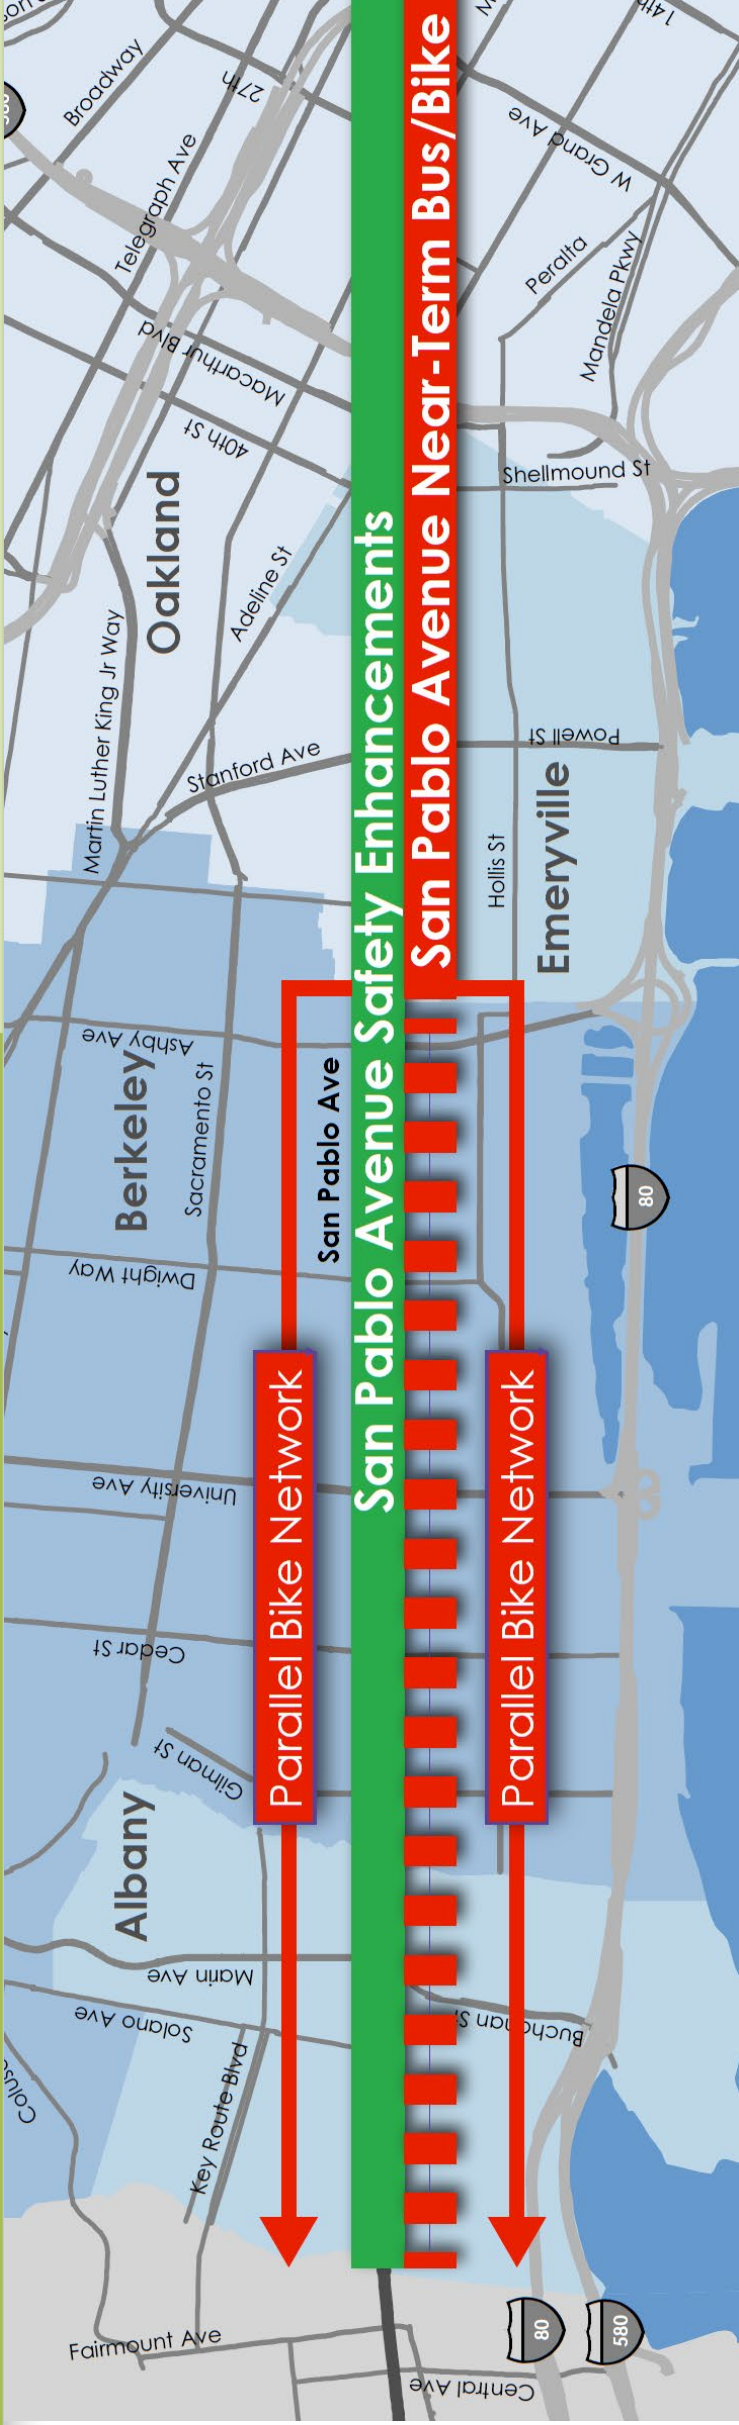 Broadway
27th
Telegraph Ave
Macarthur Blvd
40th St
Oakland
Adeline St
Martin Luther King Jr Way
Stanford Ave
14th
W Grand Ave
Peralta
Mandela Pkwy
Shellmound St
Powell St
Hollis St
Emeryville
San Pablo Avenue Safety Enhancements
San Pablo Avenue Near-Term Bus/Bike
Ashby Ave
Berkeley
Sacramento St
San Pablo Ave
Dwight Way
University Ave
Cedar St
Gilman St
Parallel Bike Network
Parallel Bike Network
80
Albany
Marin Ave
Solano Ave
Key Route Blvd
Buchanan St
Fairmount Ave
Central Ave
80
580